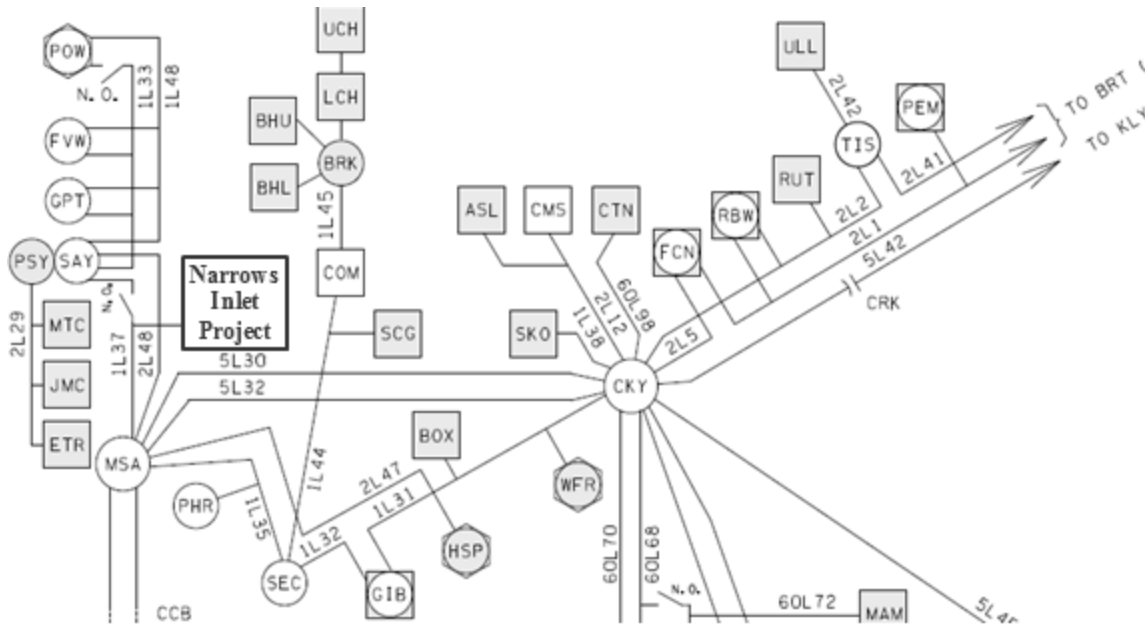 UCH
POW
N. O.
1L33
1L48
LCH
BHU
BRK
BHL
1L45
FVW
GPT
PSY
SAY
N. O.
Narrows
Inlet
Project
COM
SCG
MTC
JMC
ETR
2L29
1L37
2L48
5L30
5L32
MSA
PHR
1L35
1L44
SEC
1L32
2L47
1L31
BOX
GIB
HSP
WFR
CCB
ULL
2L42
PEM
TIS
2L41
TO BRT
TO KLY
RUT
RBW
2L2
2L1
5L42
FCN
CRK
ASL
CMS
CTN
60L98
2L12
1L38
SKO
2L5
CKY
60L70
60L68
N. O.
60L72
MAM